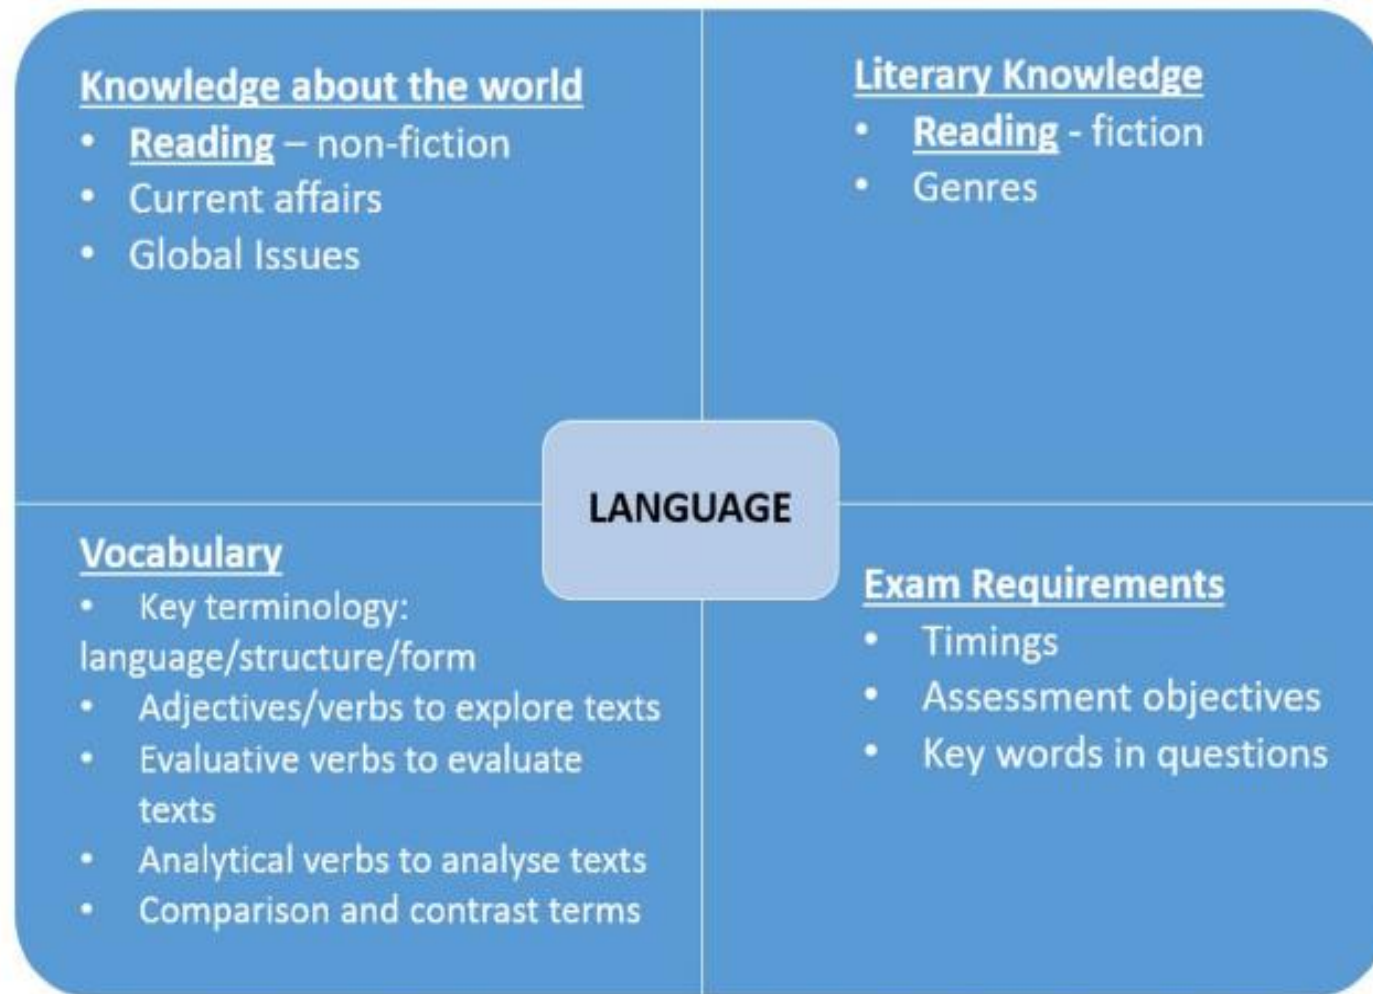 Knowledge about the world
• Reading – non-fiction
• Current affairs
• Global Issues
Literary Knowledge
• Reading - fiction
• Genres
LANGUAGE
Vocabulary
• Key terminology:
language/structure/form
• Adjectives/verbs to explore texts
• Evaluative verbs to evaluate
texts
• Analytical verbs to analyse texts
• Comparison and contrast terms
Exam Requirements
• Timings
• Assessment objectives
• Key words in questions